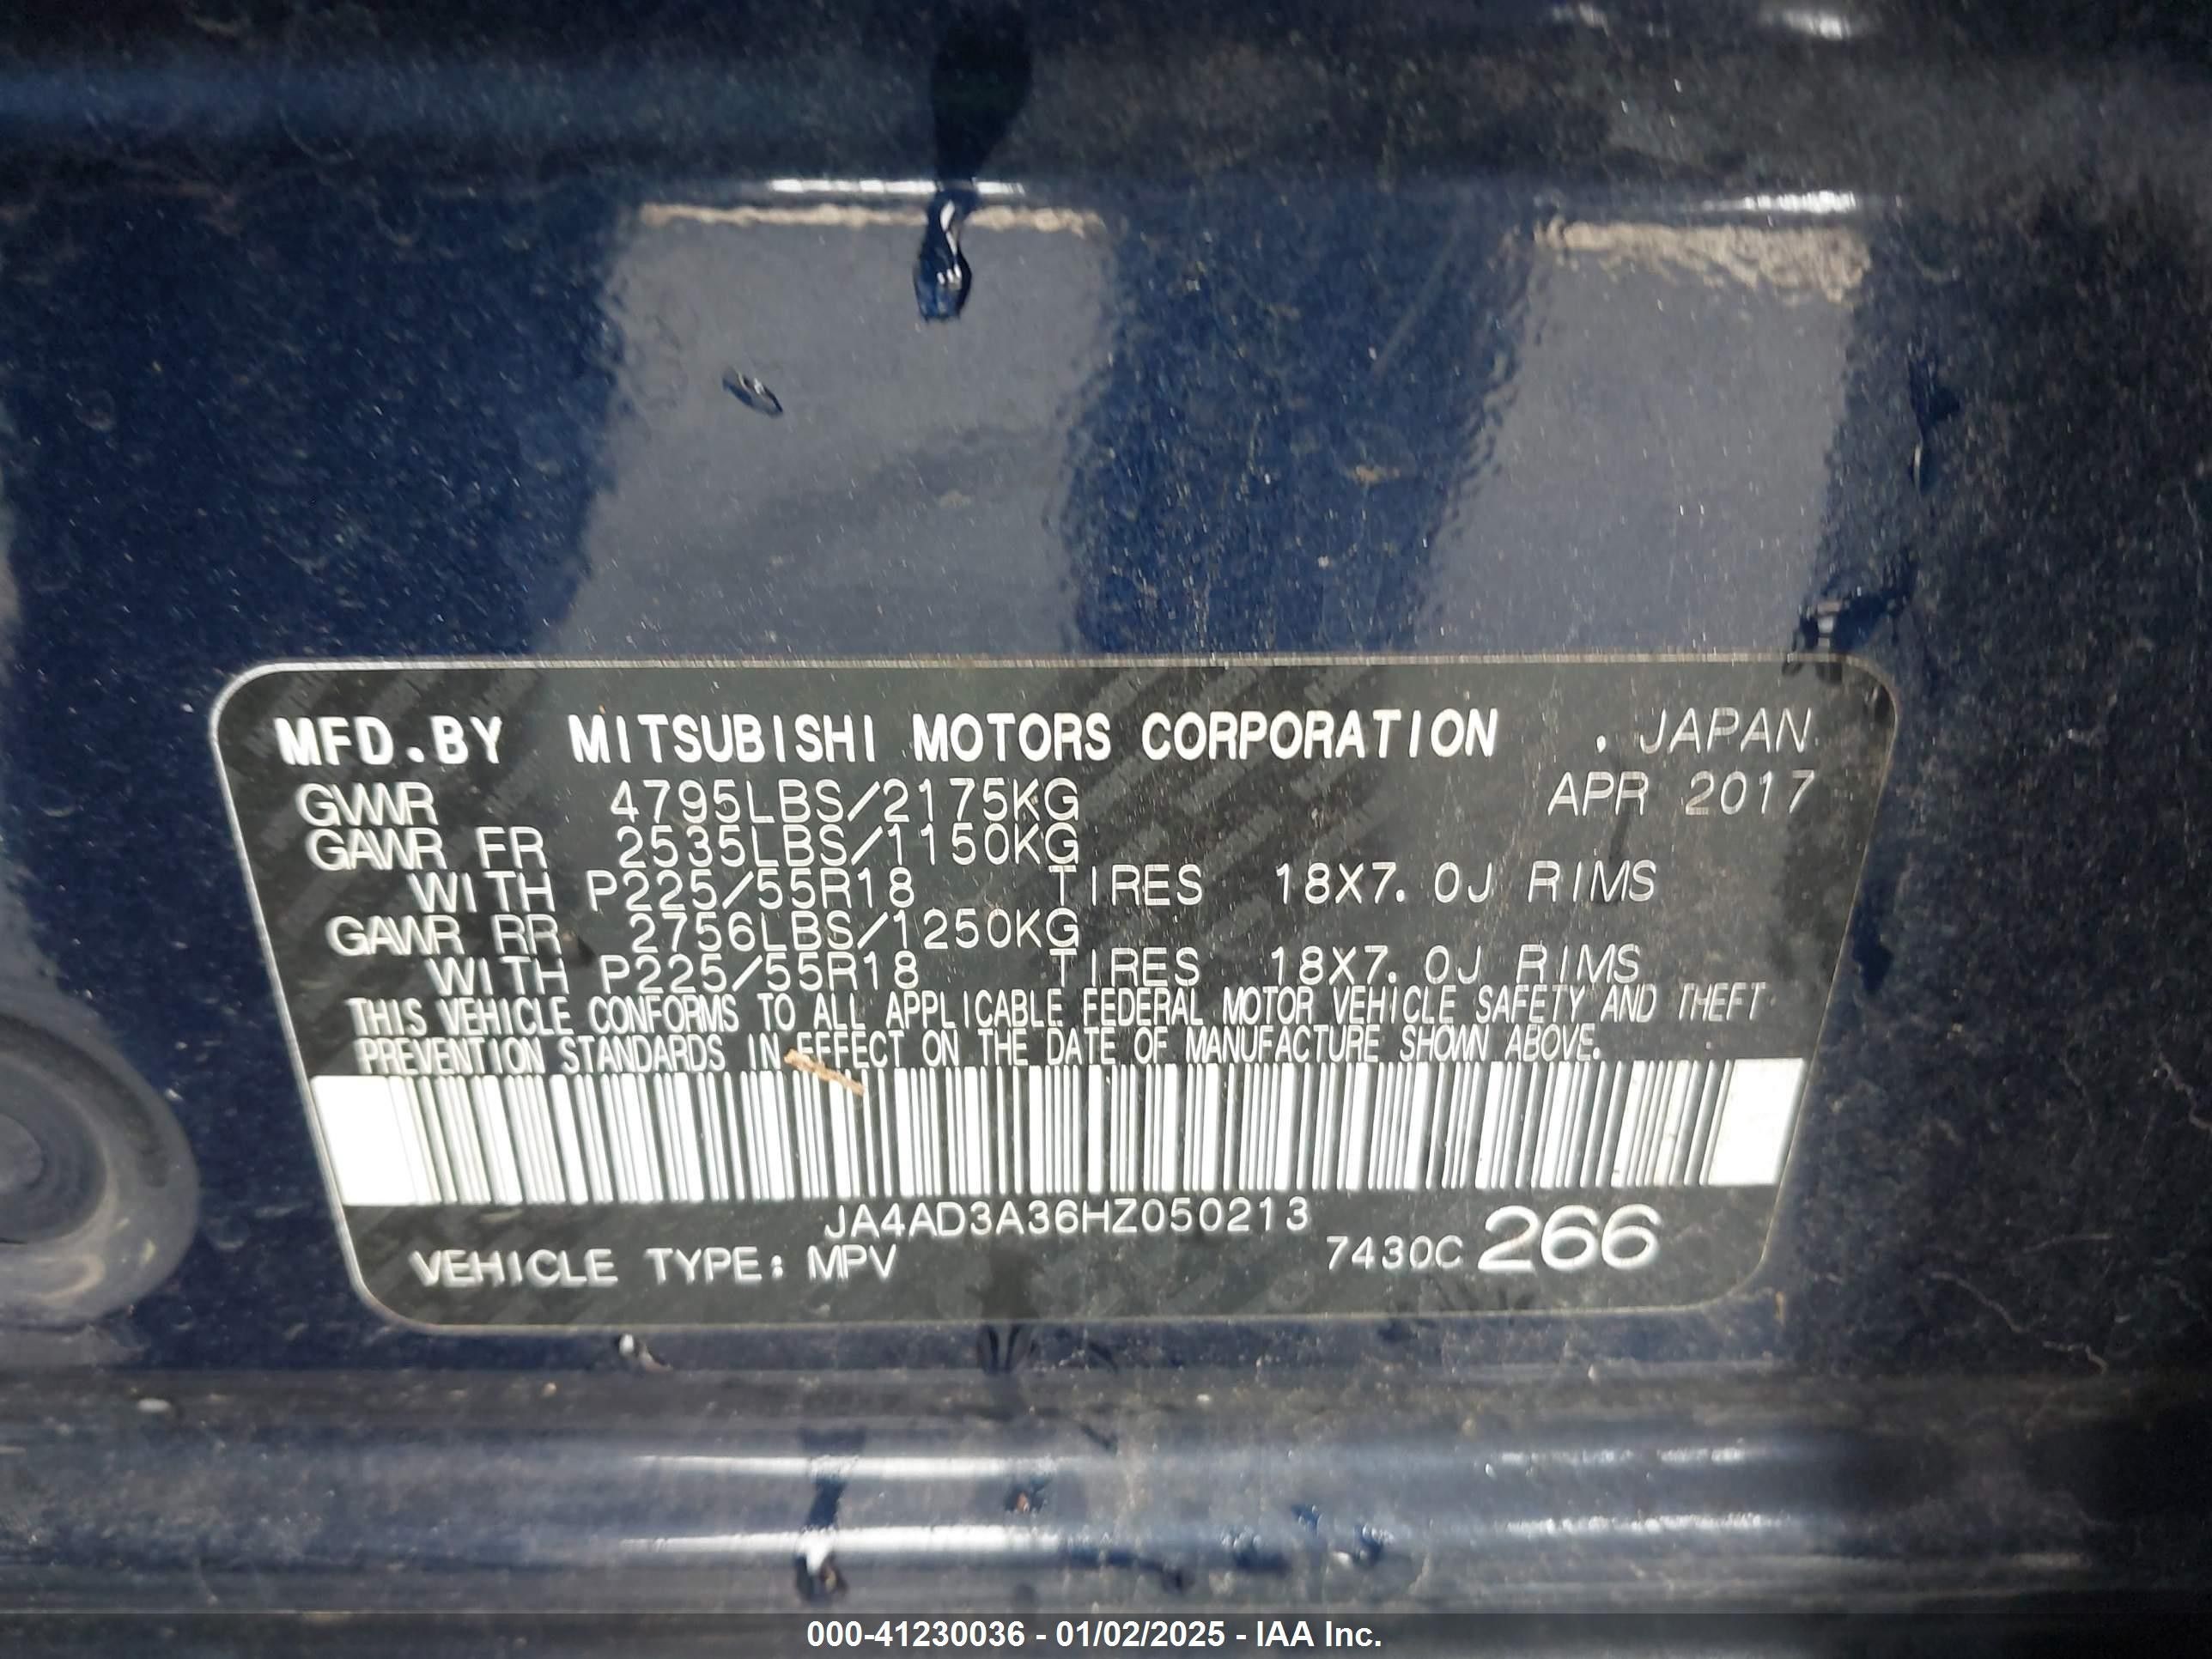 MFD.BY MITSUBISHI MOTORS CORPORATION . JAPAN
GVWR 4795LBS/2175KG APR 2017
GAWR FR 2535LBS/1150KG
WITH P225/55R18 TIRES 18X7.0J RIMS
GAWR RR 2756LBS/1250KG
WITH P225/55R18 TIRES 18X7.0J RIMS
THIS VEHICLE CONFORMS TO ALL APPLICABLE FEDERAL MOTOR VEHICLE SAFETY AND THEFT
PREVENTION STANDARDS IN EFFECT ON THE DATE OF MANUFACTURE SHOWN ABOVE.
JA4AD3A36HZ050213
VEHICLE TYPE: MPV 7430C 266
000-41230036 - 01/02/2025 - IAA Inc.